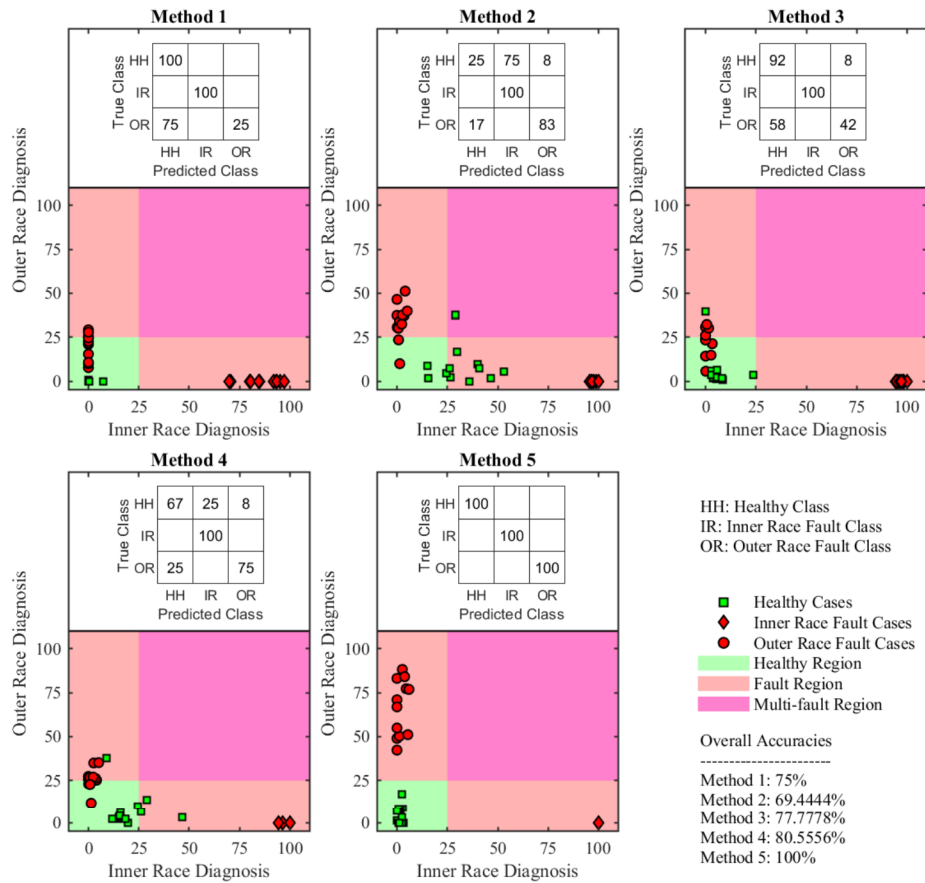 Method 1
True Class
HH 100
IR 100
OR 75 25
HH IR OR
Predicted Class
Outer Race Diagnosis
100
75
50
25
0
0 25 50 75 100
Inner Race Diagnosis
Method 2
True Class
HH 25 75 8
IR 100
OR 17 83
HH IR OR
Predicted Class
Outer Race Diagnosis
100
75
50
25
0
0 25 50 75 100
Inner Race Diagnosis
Method 3
True Class
HH 92 8
IR 100
OR 58 42
HH IR OR
Predicted Class
Outer Race Diagnosis
100
75
50
25
0
0 25 50 75 100
Inner Race Diagnosis
Method 4
True Class
HH 67 25 8
IR 100
OR 25 75
HH IR OR
Predicted Class
Outer Race Diagnosis
100
75
50
25
0
0 25 50 75 100
Inner Race Diagnosis
Method 5
True Class
HH 100
IR 100
OR 100
HH IR OR
Predicted Class
Outer Race Diagnosis
100
75
50
25
0
0 25 50 75 100
Inner Race Diagnosis
HH: Healthy Class
IR: Inner Race Fault Class
OR: Outer Race Fault Class
Healthy Cases
Inner Race Fault Cases
Outer Race Fault Cases
Healthy Region
Fault Region
Multi-fault Region
Overall Accuracies
-----------------------
Method 1: 75%
Method 2: 69.4444%
Method 3: 77.7778%
Method 4: 80.5556%
Method 5: 100%